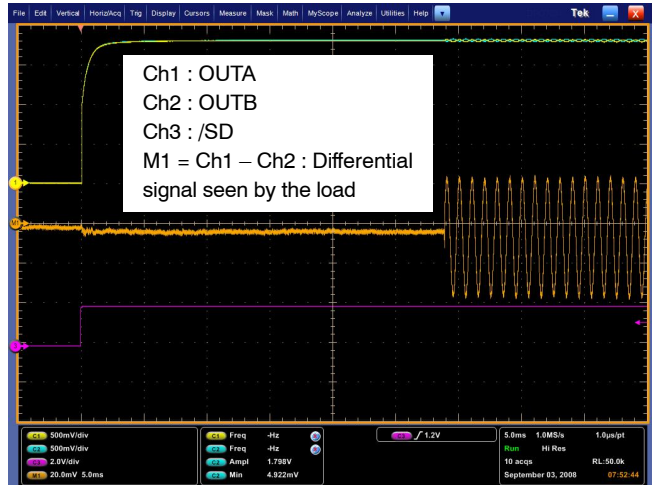 File Edit Vertical Horiz/Acq Trig Display Cursors Measure Mask Math MyScope Analyze Utilities Help Tek X
Ch1 : OUTA
Ch2 : OUTB
Ch3 : /SD
M1 = Ch1 – Ch2 : Differential
signal seen by the load
1
M1
C1 500mV/div
C2 500mV/div
C3 2.0V/div
M1 20.0mV 5.0ms
C1 Freq -Hz
C2 Freq -Hz
C2 Ampl 1.798V
C2 Min 4.922mV
C3 1.2V
5.0ms 1.0MS/s 1.0µs/pt
Run Hi Res
10 acqs RL:50.0k
September 03, 2008 07:52:44